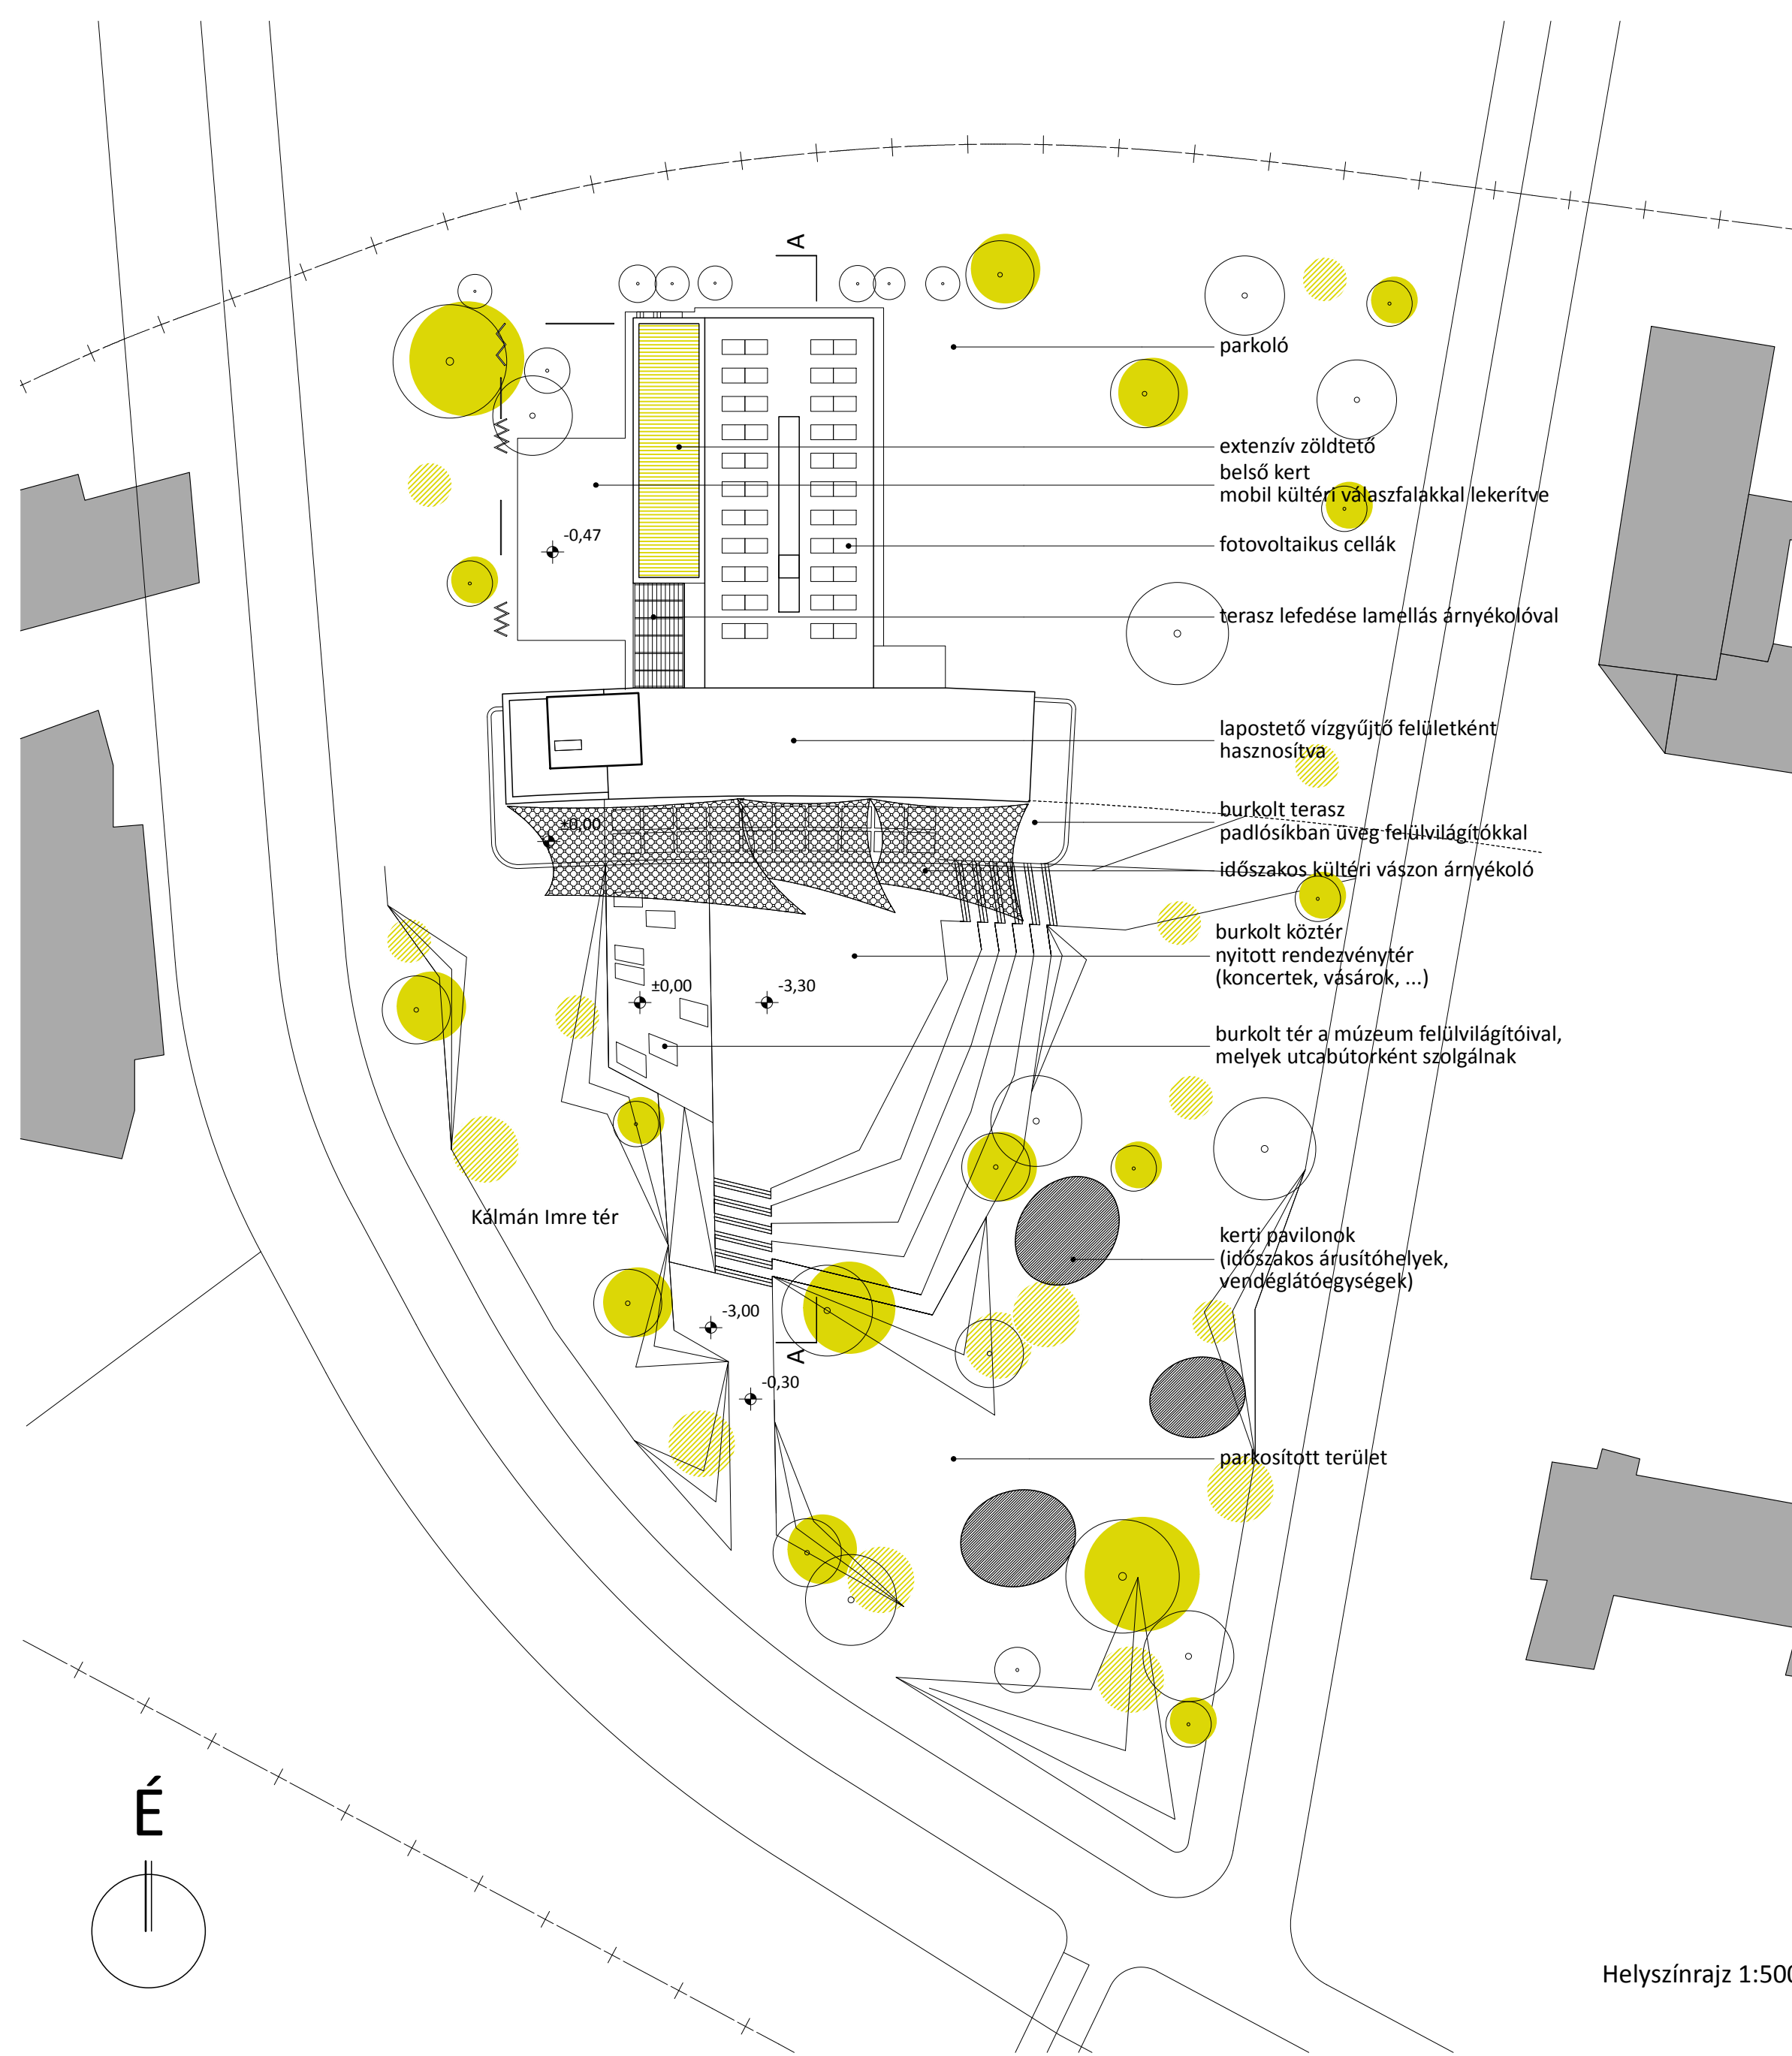 A
parkoló
extenzív zöldtető
belső kert
mobil kültéri válaszfalakkal lekerítve
-0,47
fotovoltaikus cellák
terasz lefedése lamellás árnyékolóval
lapostető vízgyűjtő felületként
hasznosítva
burkolt terasz
±0,00
padlósíkban üveg felülvilágítókkal
időszakos kültéri vászon árnyékoló
burkolt köztér
nyitott rendezvénytér
(koncertek, vásárok, ...)
±0,00
-3,30
burkolt tér a múzeum felülvilágítóival,
melyek utcabútorként szolgálnak
Kálmán Imre tér
kerti pavilonok
(időszakos árusítóhelyek,
vendéglátóegységek)
-3,00
A
-0,30
parkosított terület
É
Helyszínrajz 1:500